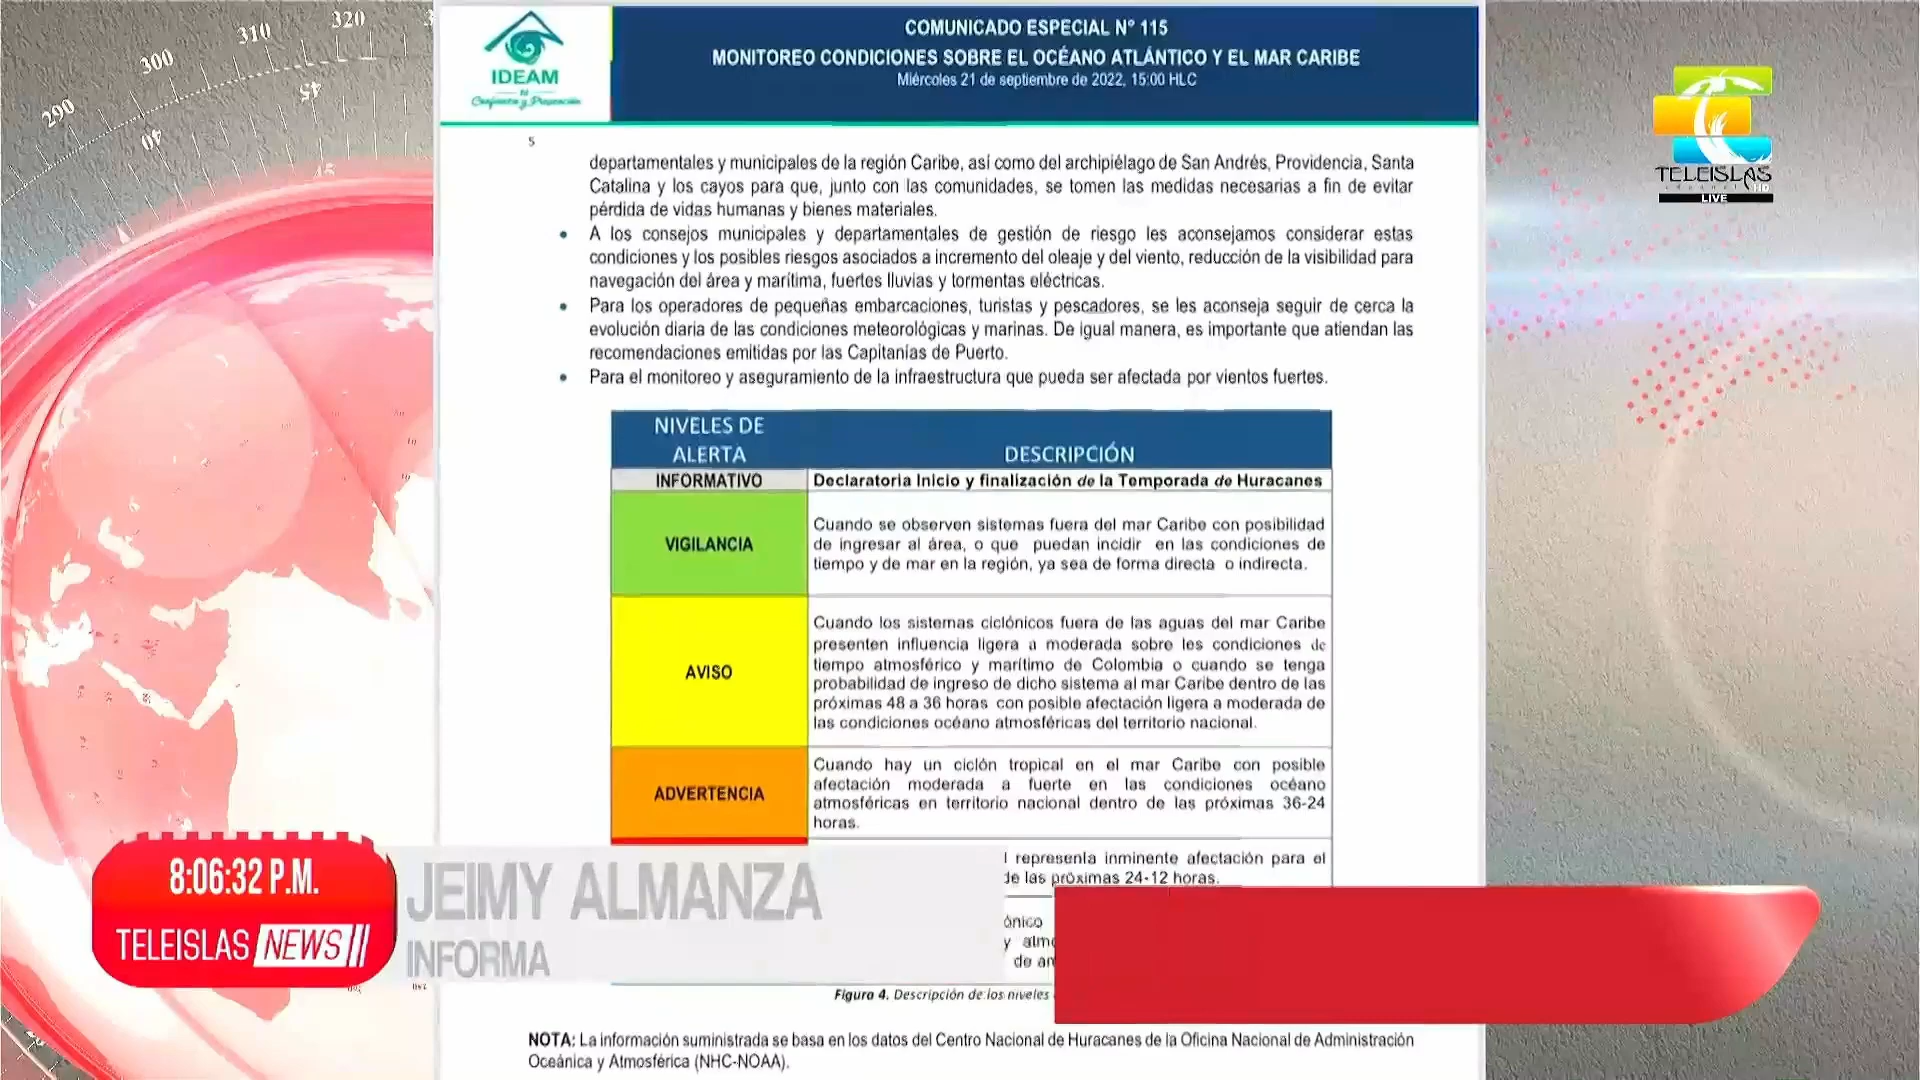 290
300
310
320
40
45
45
IDEAM
COMUNICADO ESPECIAL N° 115
MONITOREO CONDICIONES SOBRE EL OCÉANO ATLÁNTICO Y EL MAR CARIBE
Miércoles 21 de septiembre de 2022, 15:00 HLC
TELEISLAS
HD
LIVE
5
departamentales y municipales de la región Caribe, así como del archipiélago de San Andrés, Providencia, Santa
Catalina y los cayos para que, junto con las comunidades, se tomen las medidas necesarias a fin de evitar
pérdida de vidas humanas y bienes materiales.
• A los consejos municipales y departamentales de gestión de riesgo les aconsejamos considerar estas
condiciones y los posibles riesgos asociados a incremento del oleaje y del viento, reducción de la visibilidad para
navegación del área y marítima, fuertes lluvias y tormentas eléctricas.
• Para los operadores de pequeñas embarcaciones, turistas y pescadores, se les aconseja seguir de cerca la
evolución diaria de las condiciones meteorológicas y marinas. De igual manera, es importante que atiendan las
recomendaciones emitidas por las Capitanías de Puerto.
• Para el monitoreo y aseguramiento de la infraestructura que pueda ser afectada por vientos fuertes.
NIVELES DE
ALERTA
DESCRIPCIÓN
INFORMATIVO
Declaratoria Inicio y finalización de la Temporada de Huracanes
VIGILANCIA
Cuando se observen sistemas fuera del mar Caribe con posibilidad
de ingresar al área, o que puedan incidir en las condiciones de
tiempo y de mar en la región, ya sea de forma directa o indirecta.
AVISO
Cuando los sistemas ciclónicos fuera de las aguas del mar Caribe
presenten influencia ligera a moderada sobre les condiciones de
tiempo atmosférico y marítimo de Colombia o cuando se tenga
probabilidad de ingreso de dicho sistema al mar Caribe dentro de las
próximas 48 a 36 horas con posible afectación ligera a moderada de
las condiciones océano atmosféricas del territorio nacional.
ADVERTENCIA
Cuando hay un ciclón tropical en el mar Caribe con posible
afectación moderada a fuerte en las condiciones océano
atmosféricas en territorio nacional dentro de las próximas 36-24
horas.
l representa inminente afectación para el
de las próximas 24-12 horas.
ónico
y atmo
de an
Figura 4. Descripción de los niveles
NOTA: La información suministrada se basa en los datos del Centro Nacional de Huracanes de la Oficina Nacional de Administración
Oceánica y Atmosférica (NHC-NOAA).
8:06:32 P.M.
TELEISLAS NEWS
JEIMY ALMANZA
INFORMA